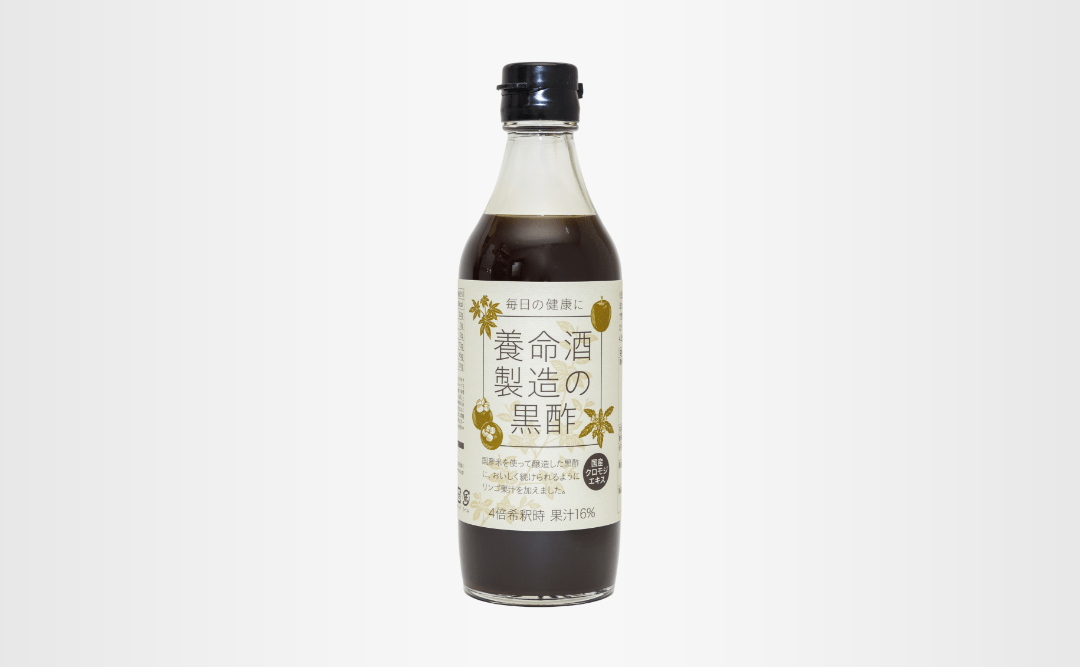 毎日の健康に
養命酒
製造の
黒酢
国産米を使って醸造した黒酢
に、おいしく続けられるように
リンゴ果汁を加えました。
国産
クロモジ
エキス
4倍希釈時 果汁16%